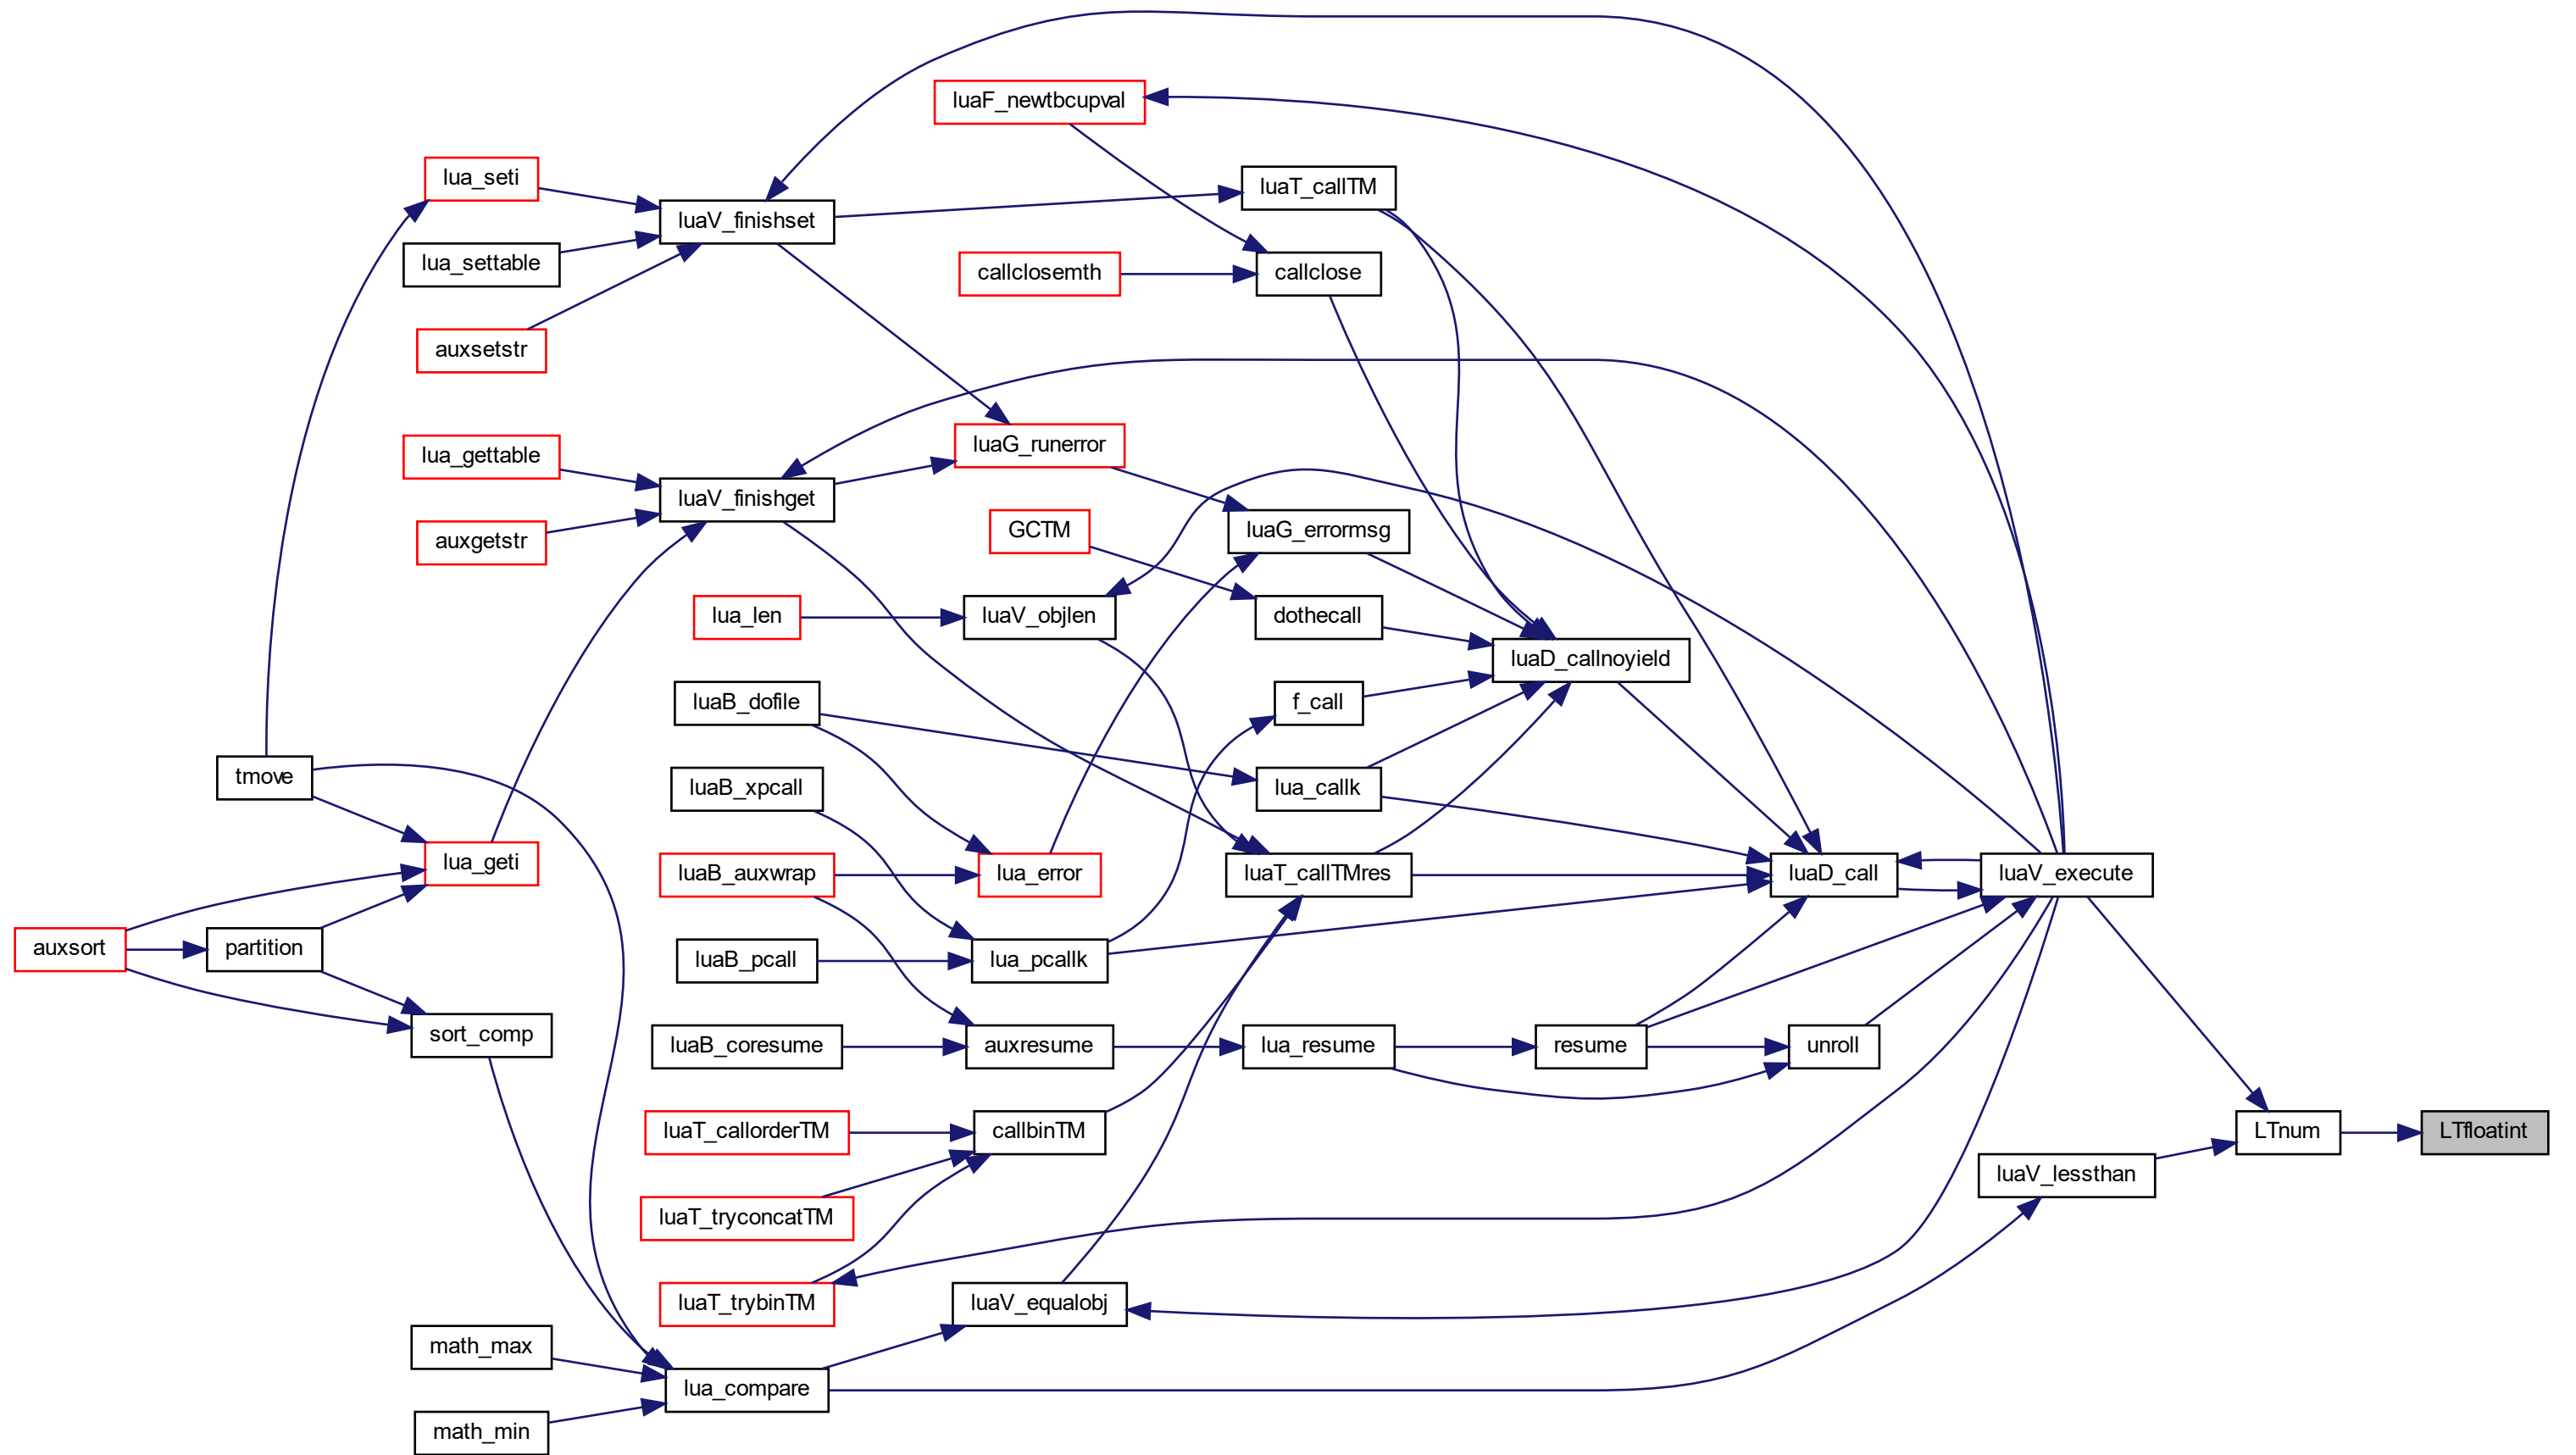 luaF_newtbcupval
lua_seti
luaT_callTM
luaV_finishset
lua_settable
callclosemth
callclose
auxsetstr
luaG_runerror
lua_gettable
luaV_finishget
GCTM
luaG_errormsg
auxgetstr
lua_len
luaV_objlen
dothecall
luaD_callnoyield
luaB_dofile
f_call
tmove
luaB_xpcall
lua_callk
lua_geti
luaB_auxwrap
lua_error
luaT_callTMres
luaD_call
luaV_execute
auxsort
partition
luaB_pcall
lua_pcallk
sort_comp
luaB_coresume
auxresume
lua_resume
resume
unroll
luaT_callorderTM
callbinTM
LTnum
LTfloatint
luaV_lessthan
luaT_tryconcatTM
luaT_trybinTM
luaV_equalobj
math_max
lua_compare
math_min